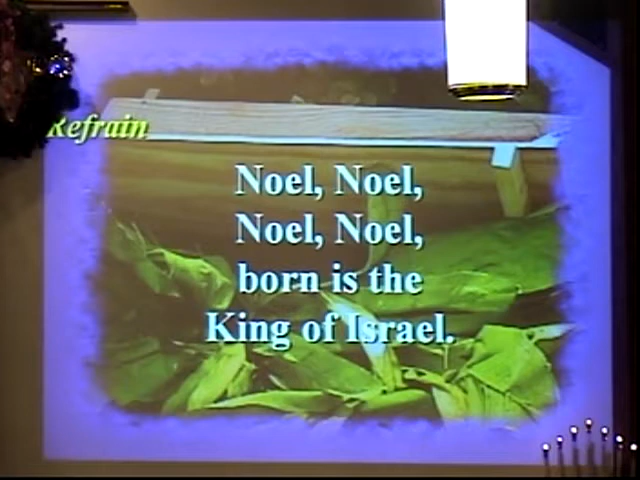 Refrain
Noel, Noel,
Noel, Noel,
born is the
King of Israel.